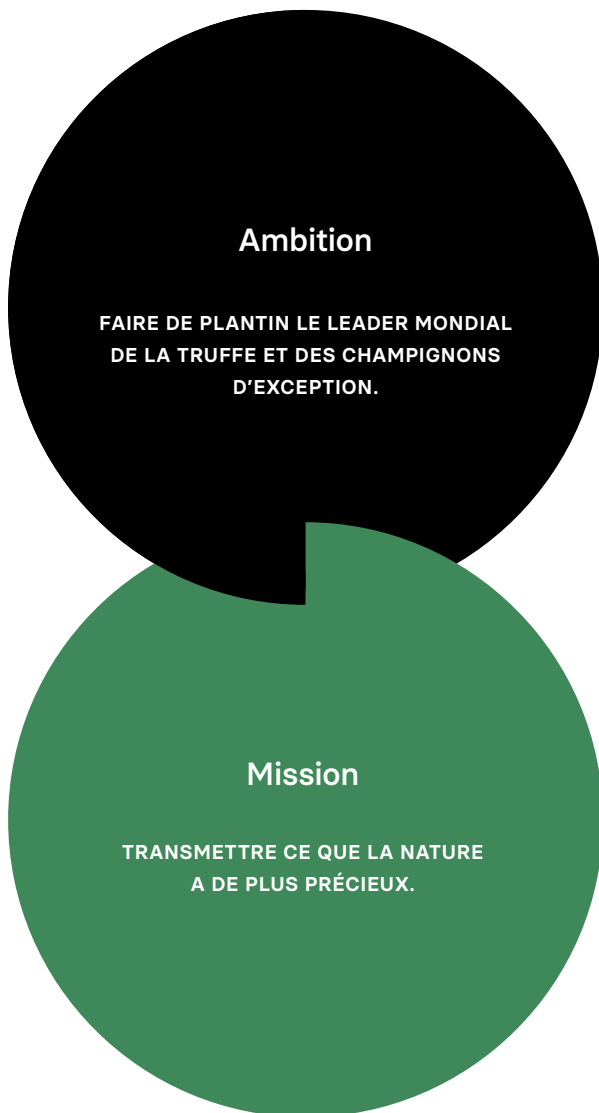 Ambition
FAIRE DE PLANTIN LE LEADER MONDIAL
DE LA TRUFFE ET DES CHAMPIGNONS
D’EXCEPTION.
Mission
TRANSMETTRE CE QUE LA NATURE
A DE PLUS PRÉCIEUX.